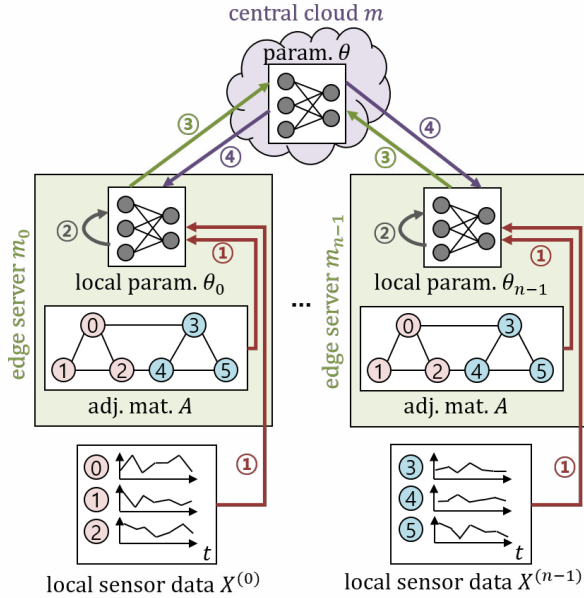 central cloud m
param. θ
③
④
④
③
edge server m₀
②
①
local param. θ₀
0
3
1
2
4
5
adj. mat. A
...
edge server mₙ₋₁
②
①
local param. θₙ₋₁
0
3
1
2
4
5
adj. mat. A
0
1
2
t
①
local sensor data X⁽⁰⁾
3
4
5
t
①
local sensor data X⁽ⁿ⁻¹⁾